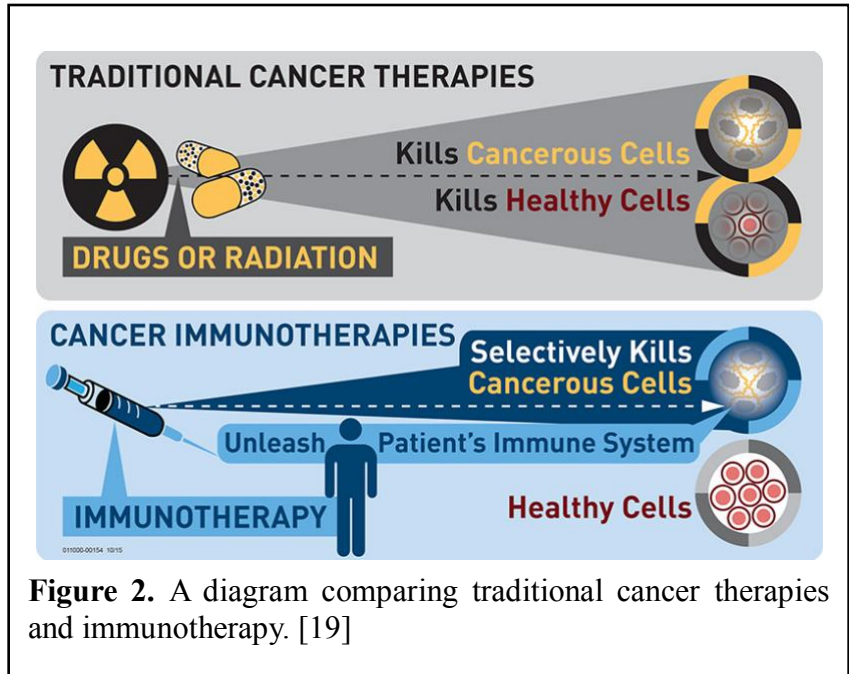 TRADITIONAL CANCER THERAPIES
Kills Cancerous Cells
Kills Healthy Cells
DRUGS OR RADIATION
CANCER IMMUNOTHERAPIES
Selectively Kills
Cancerous Cells
Unleash Patient's Immune System
IMMUNOTHERAPY
Healthy Cells
011000-00154 10/15
Figure 2. A diagram comparing traditional cancer therapies
and immunotherapy. [19]